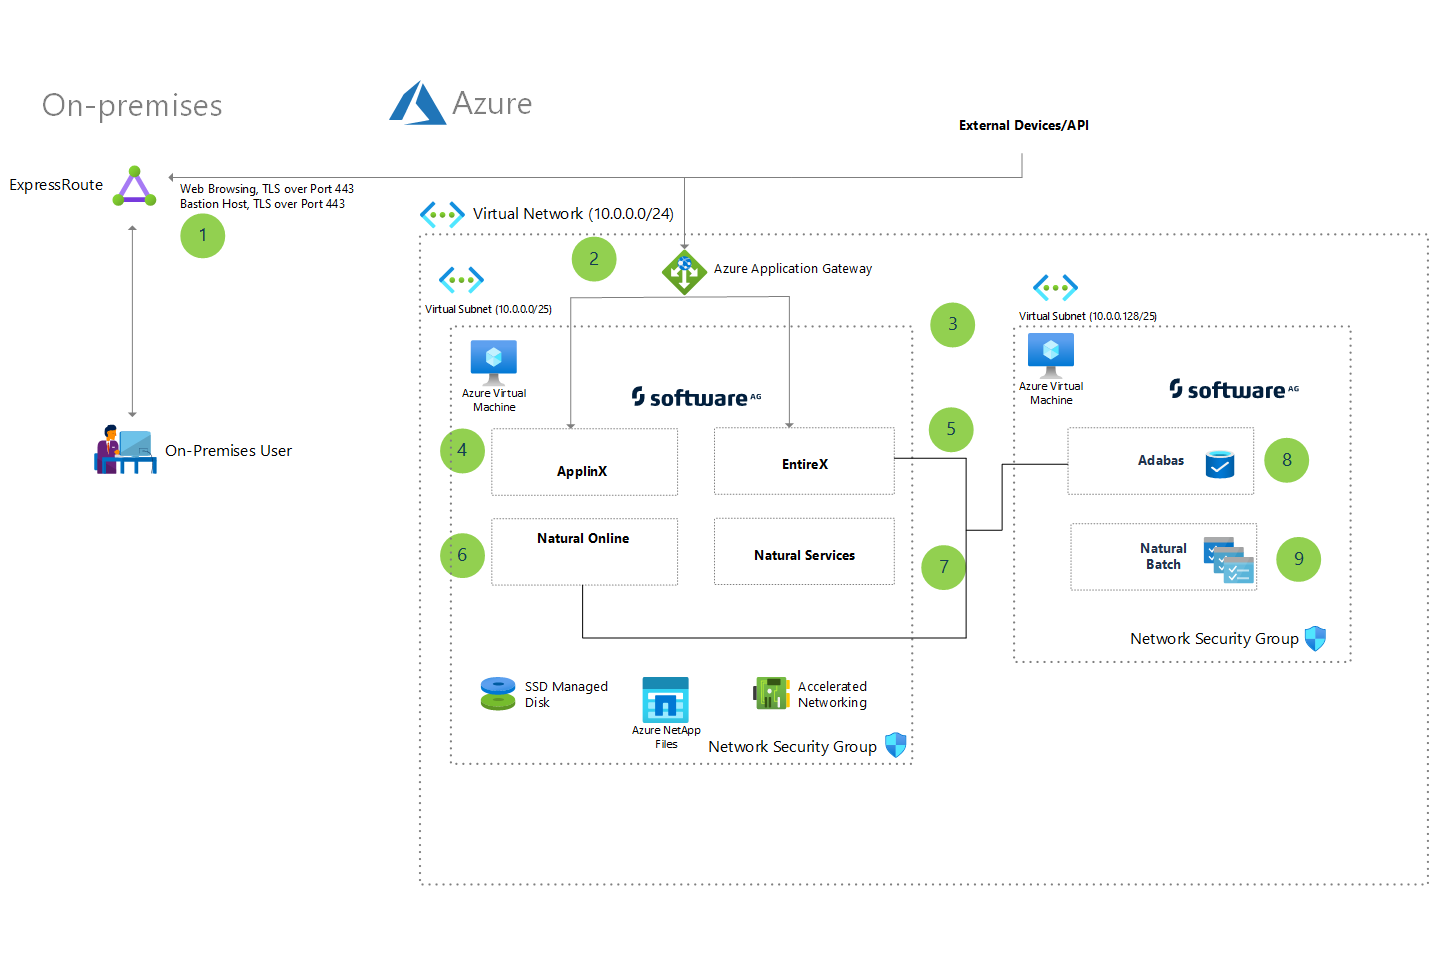 On-premises
Azure
External Devices/API
ExpressRoute
Web Browsing, TLS over Port 443
Bastion Host, TLS over Port 443
1
Virtual Network (10.0.0.0/24)
2
Azure Application Gateway
Virtual Subnet (10.0.0.0/25)
3
Virtual Subnet (10.0.0.128/25)
Azure Virtual
Machine
software AG
Azure Virtual
Machine
software AG
On-Premises User
4
ApplinX
EntireX
5
Adabas
8
6
Natural Online
Natural Services
7
Natural
Batch
9
Network Security Group
SSD Managed
Disk
Azure NetApp
Files
Accelerated
Networking
Network Security Group